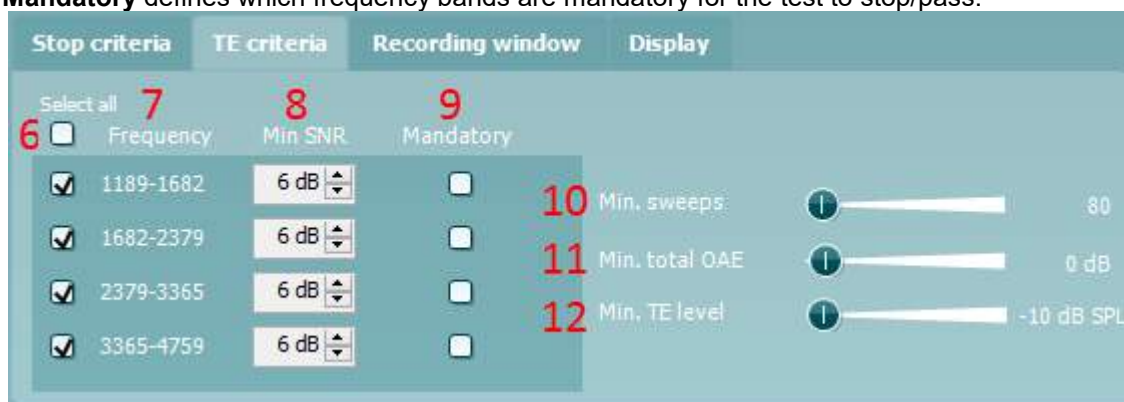 Mandatory defines which frequency bands are mandatory for the test to stop/pass.
Stop criteria TE criteria Recording window Display
Select all 7 8 9
6 Frequency Min SNR Mandatory
1189-1682 6 dB
10 Min. sweeps 80
1682-2379 6 dB
11 Min. total OAE 0 dB
2379-3365 6 dB
12 Min. TE level -10 dB SPL
3365-4759 6 dB